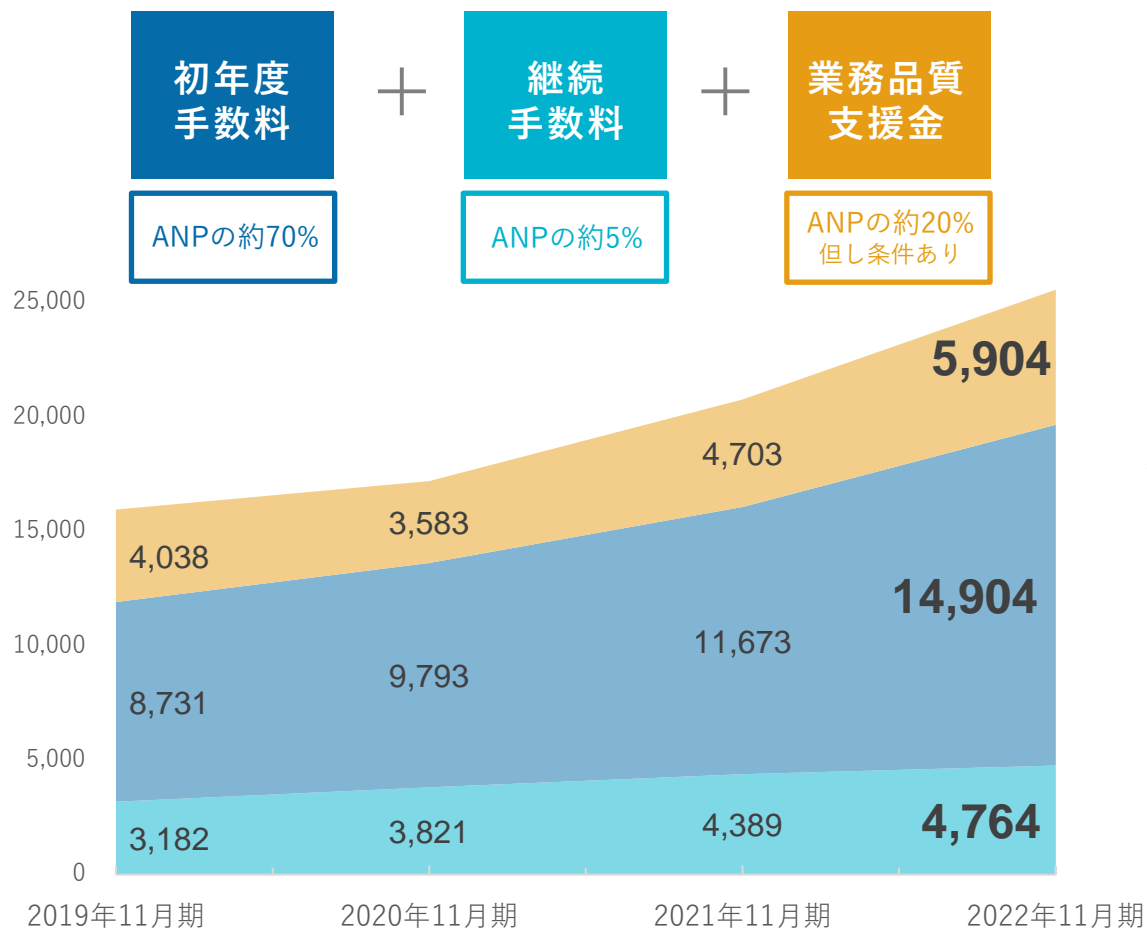 初年度
手数料
＋
継続
手数料
＋
業務品質
支援金
ANPの約70%
ANPの約5%
ANPの約20%
但し条件あり
25,000
20,000
15,000
10,000
5,000
0
4,038
3,583
4,703
5,904
8,731
9,793
11,673
14,904
3,182
3,821
4,389
4,764
2019年11月期
2020年11月期
2021年11月期
2022年11月期